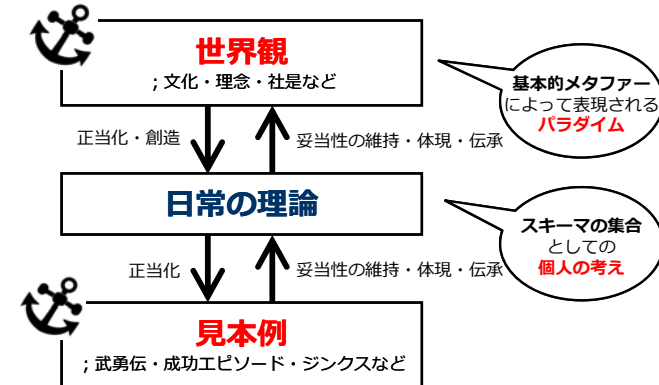 世界観
；文化・理念・社是など
基本的メタファー
によって表現される
パラダイム
正当化・創造
妥当性の維持・体現・伝承
日常の理論
スキーマの集合
としての
個人の考え
正当化
妥当性の維持・体現・伝承
見本例
；武勇伝・成功エピソード・ジンクスなど